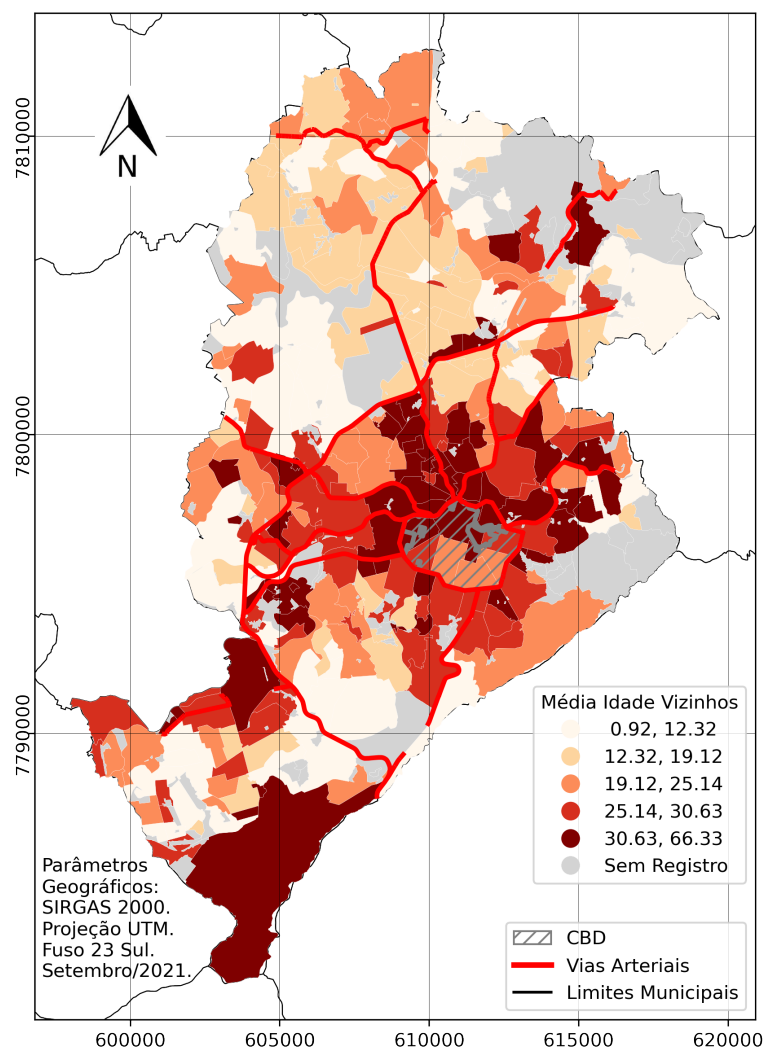 7810000
7800000
7790000
N
Média Idade Vizinhos
0.92, 12.32
12.32, 19.12
19.12, 25.14
25.14, 30.63
30.63, 66.33
Sem Registro
Parâmetros
Geográficos:
SIRGAS 2000.
Projeção UTM.
Fuso 23 Sul.
Setembro/2021.
CBD
Vias Arteriais
Limites Municipais
600000
605000
610000
615000
620000